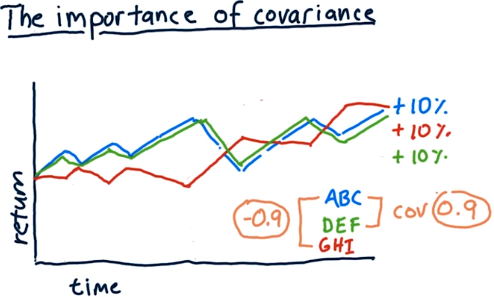 The importance of covariance
return
+10%
+10%
+10%
-0.9
ABC
DEF
GHI
cov 0.9
time